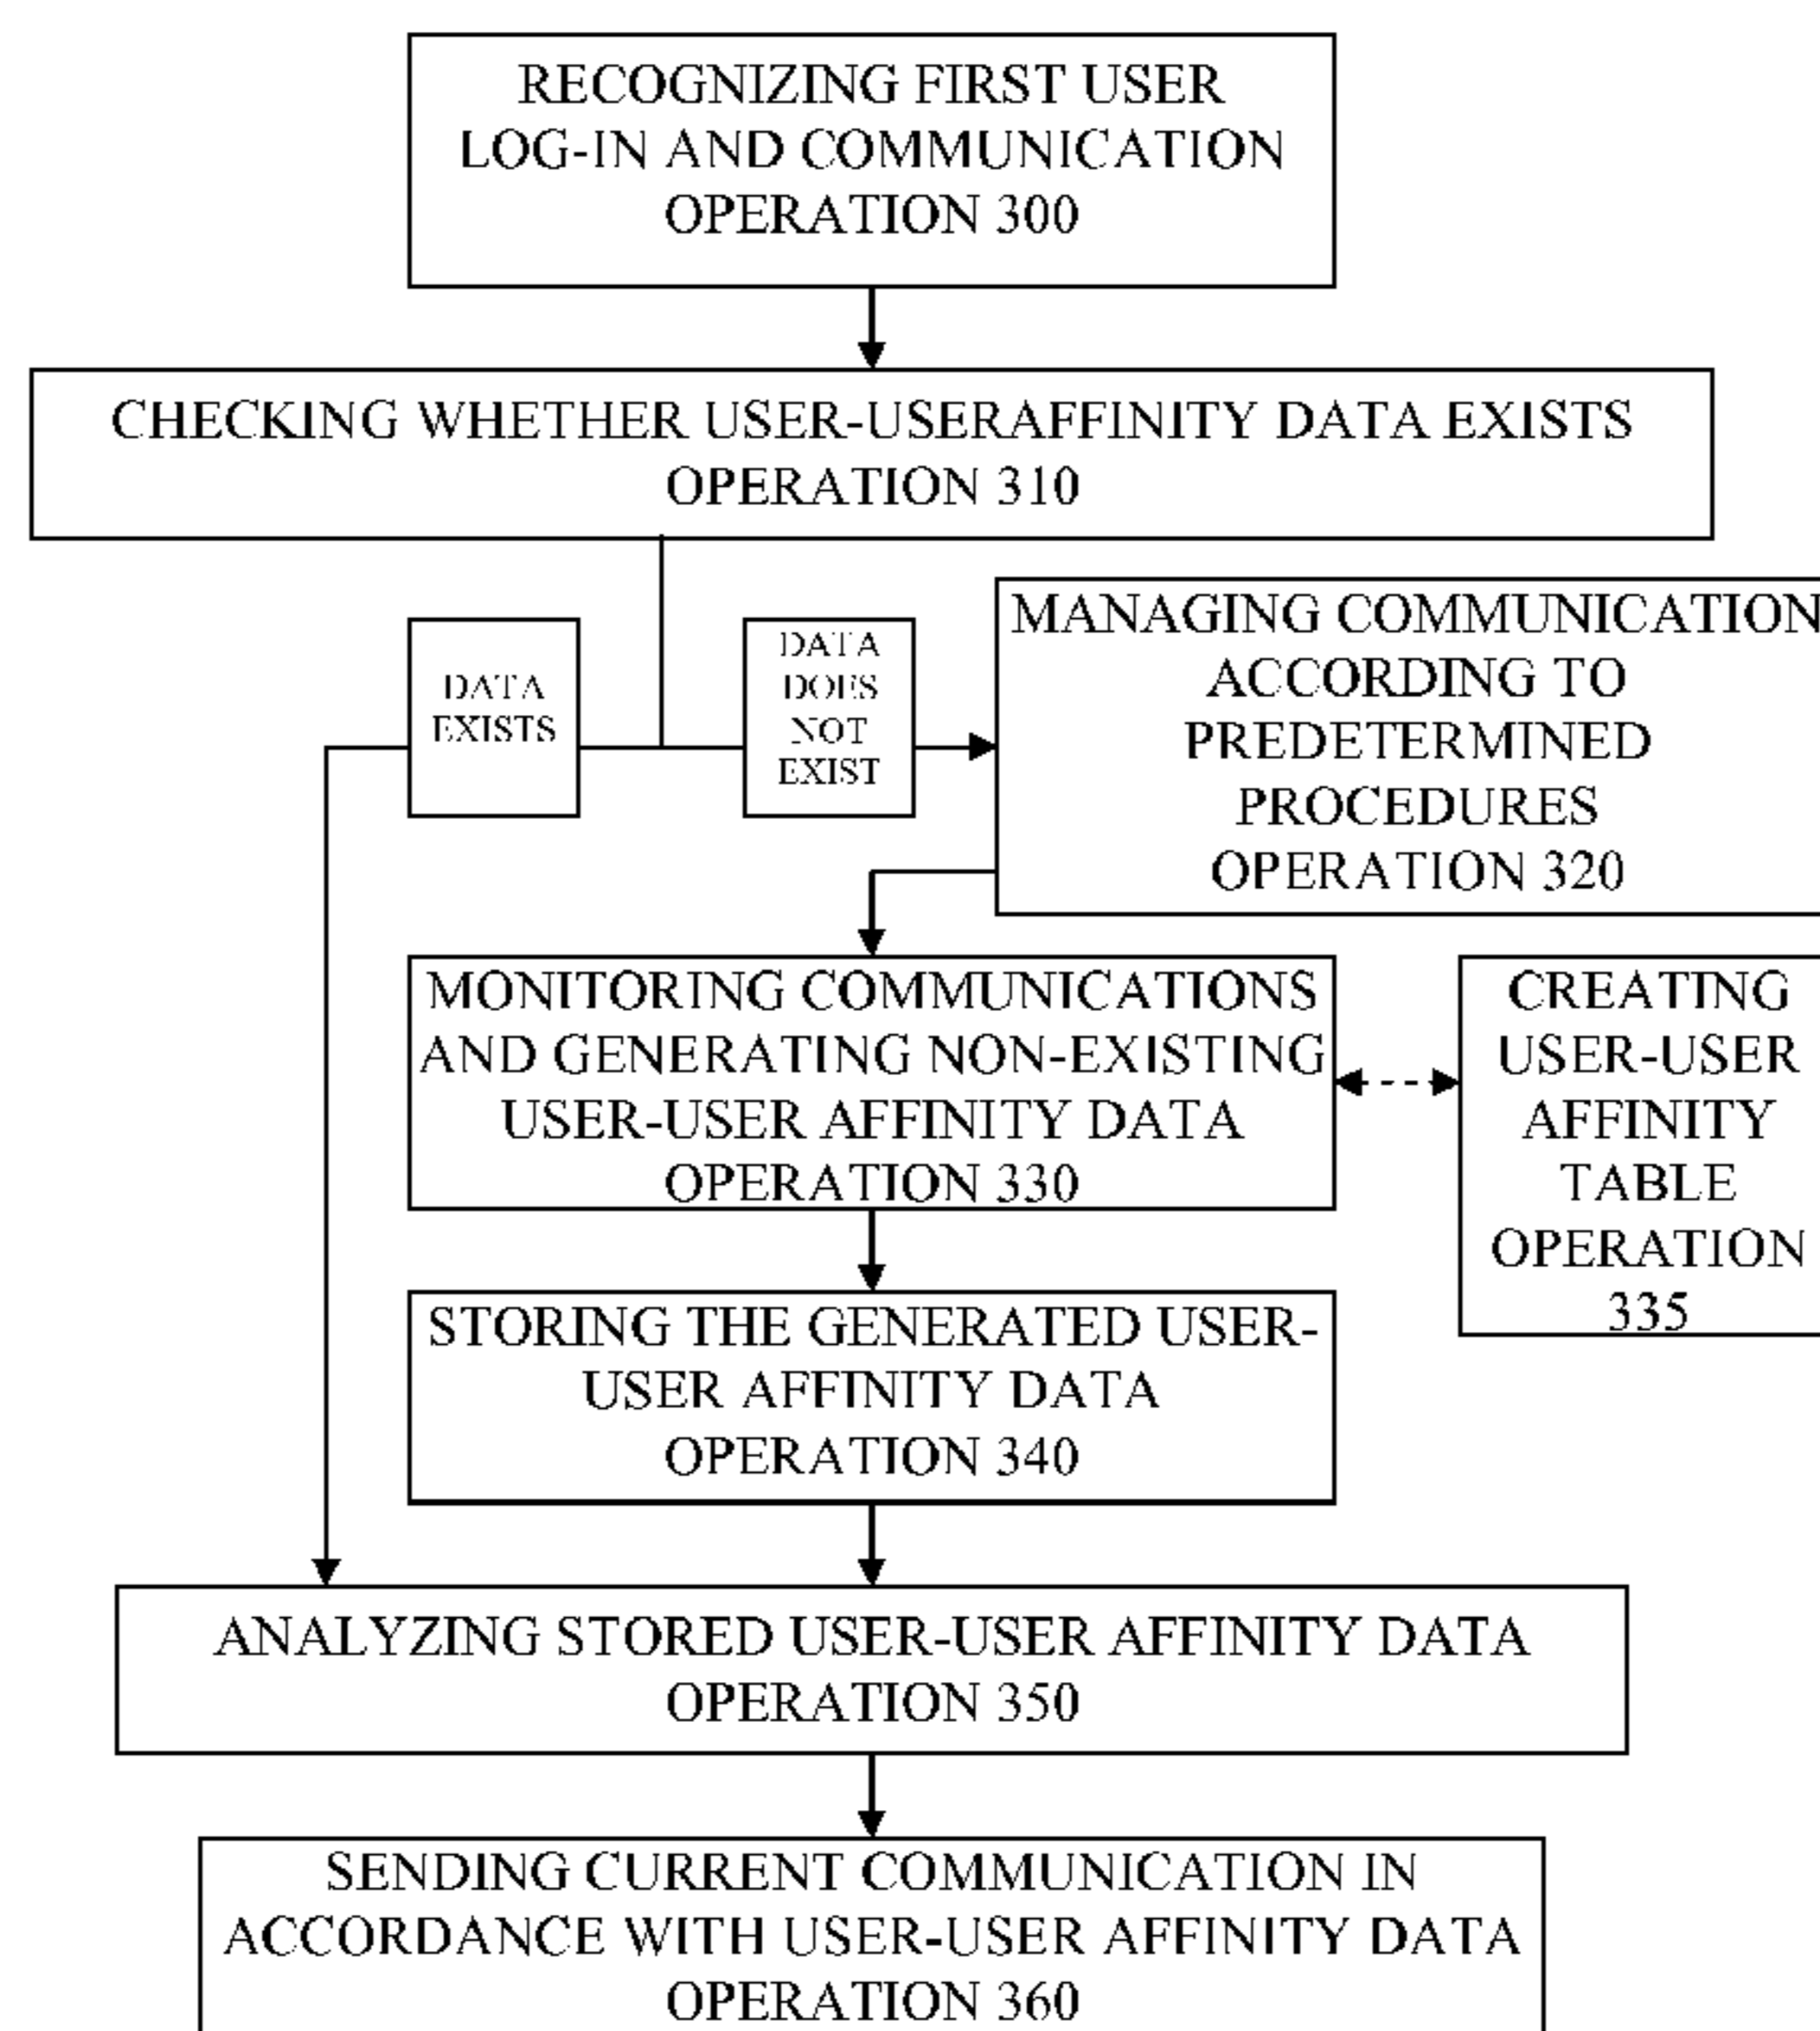 RECOGNIZING FIRST USER
LOG-IN AND COMMUNICATION
OPERATION 300
CHECKING WHETHER USER-USERAFFINITY DATA EXISTS
OPERATION 310
DATA
EXISTS
DATA
DOES
NOT
EXIST
MANAGING COMMUNICATION
ACCORDING TO
PREDETERMINED
PROCEDURES
OPERATION 320
MONITORING COMMUNICATIONS
AND GENERATING NON-EXISTING
USER-USER AFFINITY DATA
OPERATION 330
CREATING
USER-USER
AFFINITY
TABLE
OPERATION
335
STORING THE GENERATED USER-
USER AFFINITY DATA
OPERATION 340
ANALYZING STORED USER-USER AFFINITY DATA
OPERATION 350
SENDING CURRENT COMMUNICATION IN
ACCORDANCE WITH USER-USER AFFINITY DATA
OPERATION 360